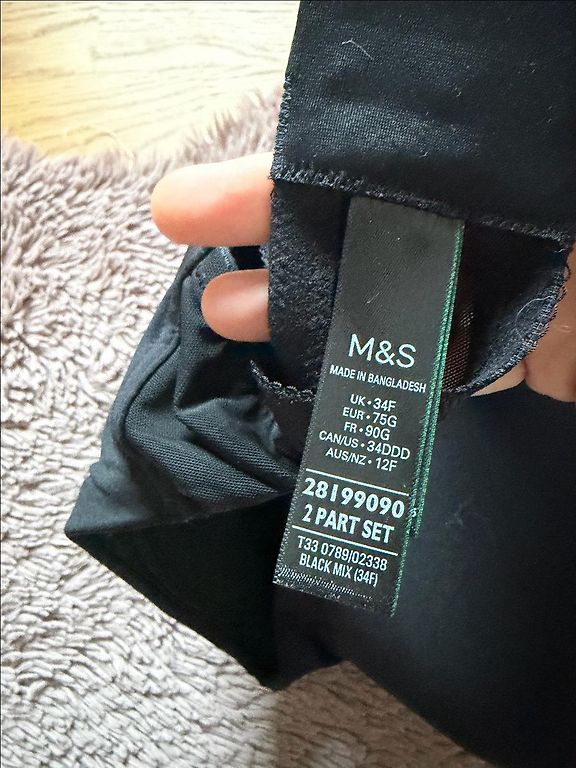 M&S
MADE IN BANGLADESH
UK • 34F
EUR • 75G
FR • 90G
CAN/US • 34DDD
AUS/NZ • 12F
28199090
2 PART SET
T33 0789/02338
BLACK MIX (34F)